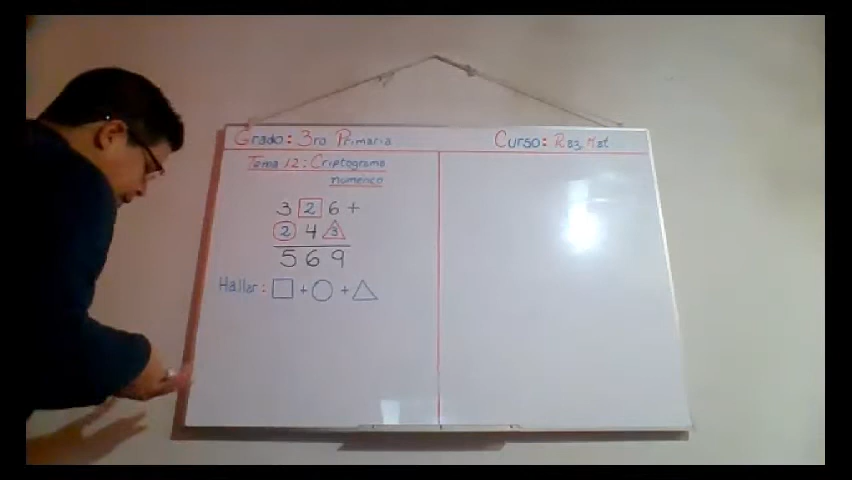 Grado: 3ro Primaria
Curso: Raz. Mat
Tema 12: Criptograma
numerico
3 2 6 +
2 4 3
5 6 9
Hallar: □ + ○ + △